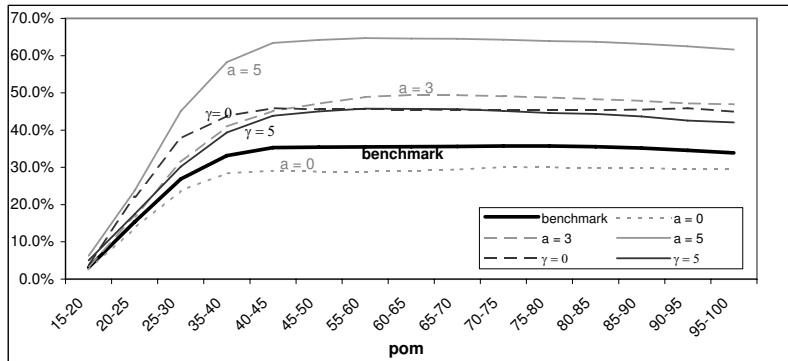 70.0%
60.0%
50.0%
40.0%
30.0%
20.0%
10.0%
0.0%
a = 5
a = 3
γ = 0
γ = 5
benchmark
a = 0
benchmark a = 0
a = 3 a = 5
γ = 0 γ = 5
15-20 20-25 25-30 35-40 40-45 45-50 55-60 60-65 65-70 70-75 75-80 80-85 85-90 90-95 95-100
pom